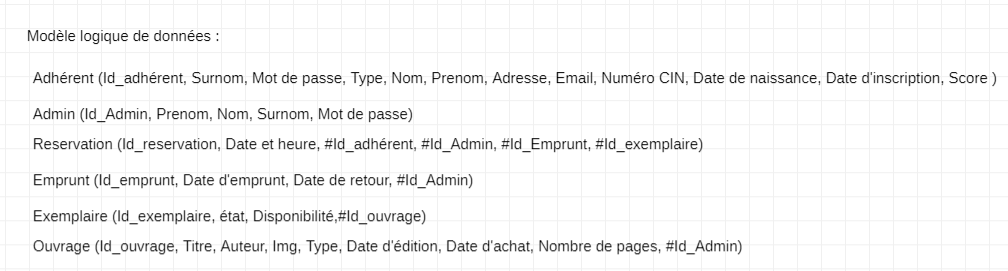 Modèle logique de données :
Adhérent (Id_adhérent, Surnom, Mot de passe, Type, Nom, Prenom, Adresse, Email, Numéro CIN, Date de naissance, Date d'inscription, Score )
Admin (Id_Admin, Prenom, Nom, Surnom, Mot de passe)
Reservation (Id_reservation, Date et heure, #Id_adhérent, #Id_Admin, #Id_Emprunt, #Id_exemplaire)
Emprunt (Id_emprunt, Date d'emprunt, Date de retour, #Id_Admin)
Exemplaire (Id_exemplaire, état, Disponibilité,#Id_ouvrage)
Ouvrage (Id_ouvrage, Titre, Auteur, Img, Type, Date d'édition, Date d'achat, Nombre de pages, #Id_Admin)